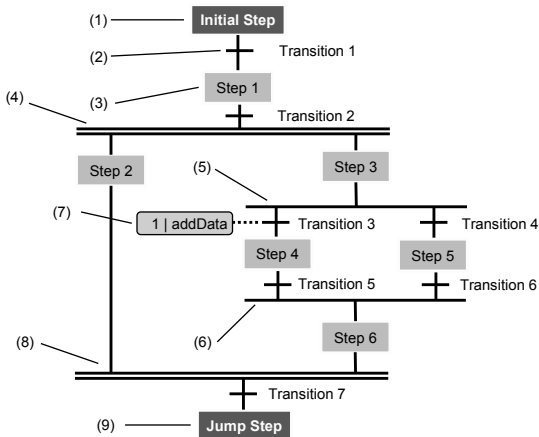 (1) Initial Step
(2) Transition 1
(3) Step 1
(4) Transition 2
Step 2 Step 3
(5)
(7) 1 | addData Transition 3 Transition 4
Step 4 Step 5
Transition 5 Transition 6
(6)
Step 6
(8)
Transition 7
(9) Jump Step